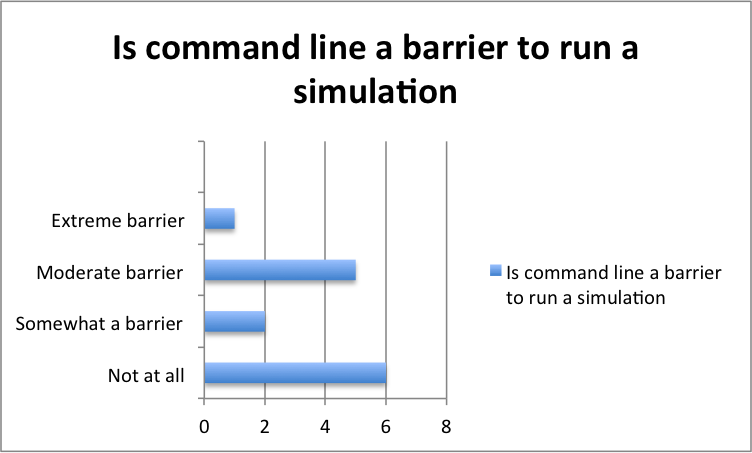 Is command line a barrier to run a
simulation
Extreme barrier
Moderate barrier
Somewhat a barrier
Not at all
0 2 4 6 8
Is command line a barrier
to run a simulation